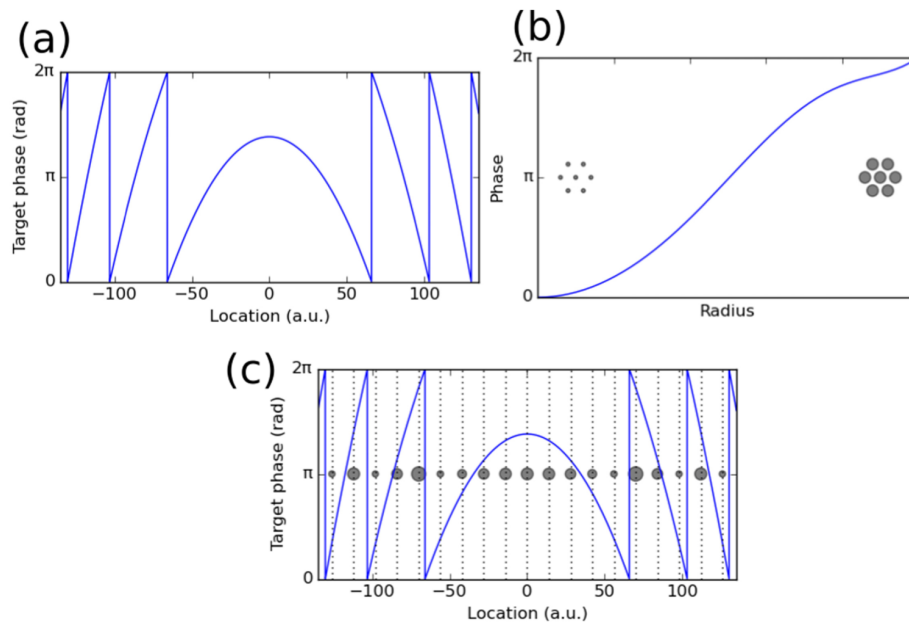 (a)
2π
π
0
Target phase (rad)
−100 −50 0 50 100
Location (a.u.)
(b)
2π
π
0
Phase
Radius
(c)
2π
π
0
Target phase (rad)
−100 −50 0 50 100
Location (a.u.)